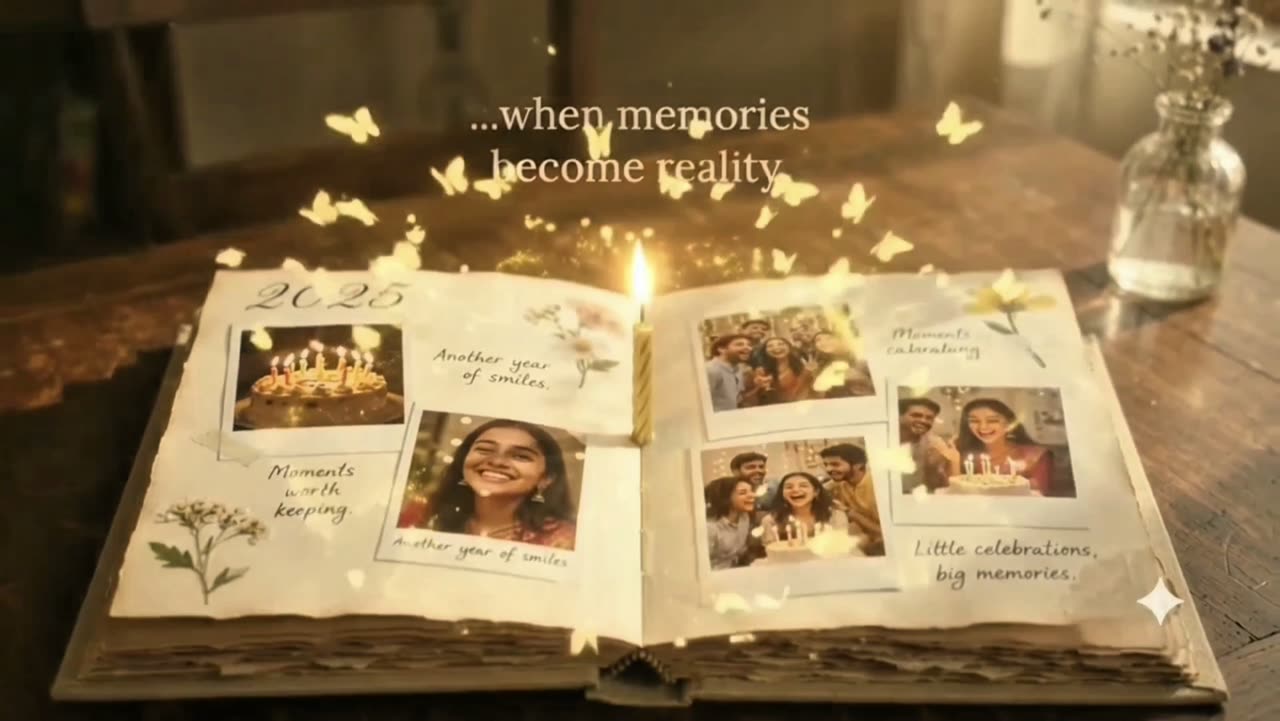 ...when memories
become reality
2025
Another year
of smiles.
Moments
worth
keeping.
Another year of smiles
Moments
Little celebrations,
big memories.